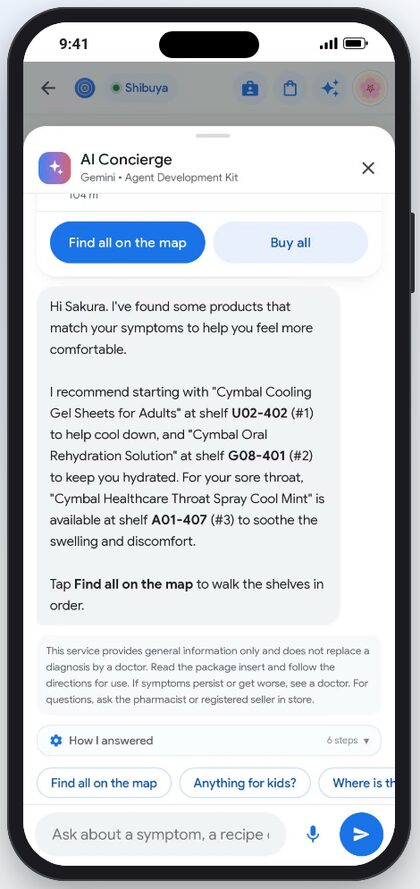 9:41
Shibuya
AI Concierge
Gemini • Agent Development Kit
104 m
Find all on the map
Buy all
Hi Sakura. I've found some products that
match your symptoms to help you feel more
comfortable.
I recommend starting with "Cymbal Cooling
Gel Sheets for Adults" at shelf U02-402 (#1)
to help cool down, and "Cymbal Oral
Rehydration Solution" at shelf G08-401 (#2)
to keep you hydrated. For your sore throat,
"Cymbal Healthcare Throat Spray Cool Mint" is
available at shelf A01-407 (#3) to soothe the
swelling and discomfort.
Tap Find all on the map to walk the shelves in
order.
This service provides general information only and does not replace a
diagnosis by a doctor. Read the package insert and follow the
directions for use. If symptoms persist or get worse, see a doctor. For
questions, ask the pharmacist or registered seller in store.
How I answered
6 steps
Find all on the map
Anything for kids?
Where is th
Ask about a symptom, a recipe